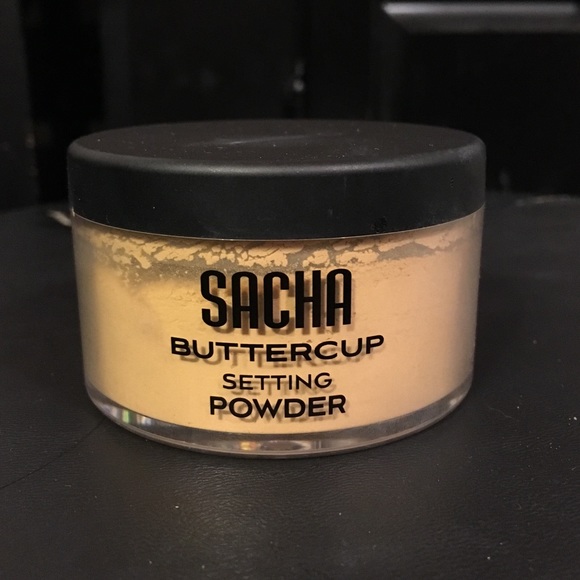 SACHA
BUTTERCUP
SETTING
POWDER